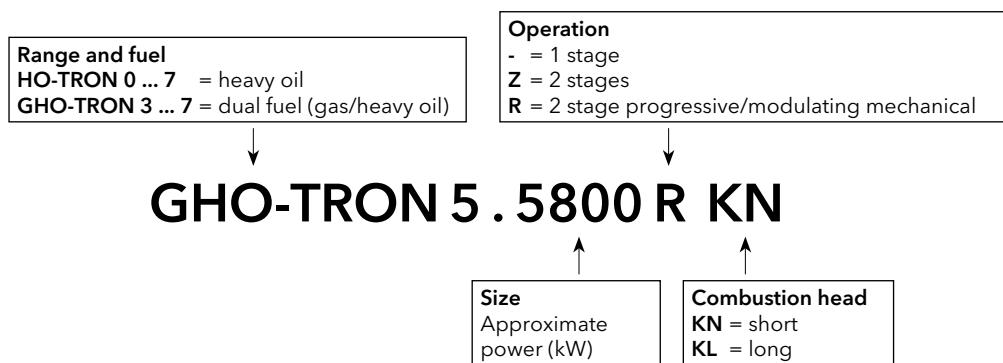 Range and fuel
HO-TRON 0 ... 7 = heavy oil
GHO-TRON 3 ... 7 = dual fuel (gas/heavy oil)
Operation
- = 1 stage
Z = 2 stages
R = 2 stage progressive/modulating mechanical
GHO-TRON 5 . 5800 R KN
Size
Approximate
power (kW)
Combustion head
KN = short
KL = long